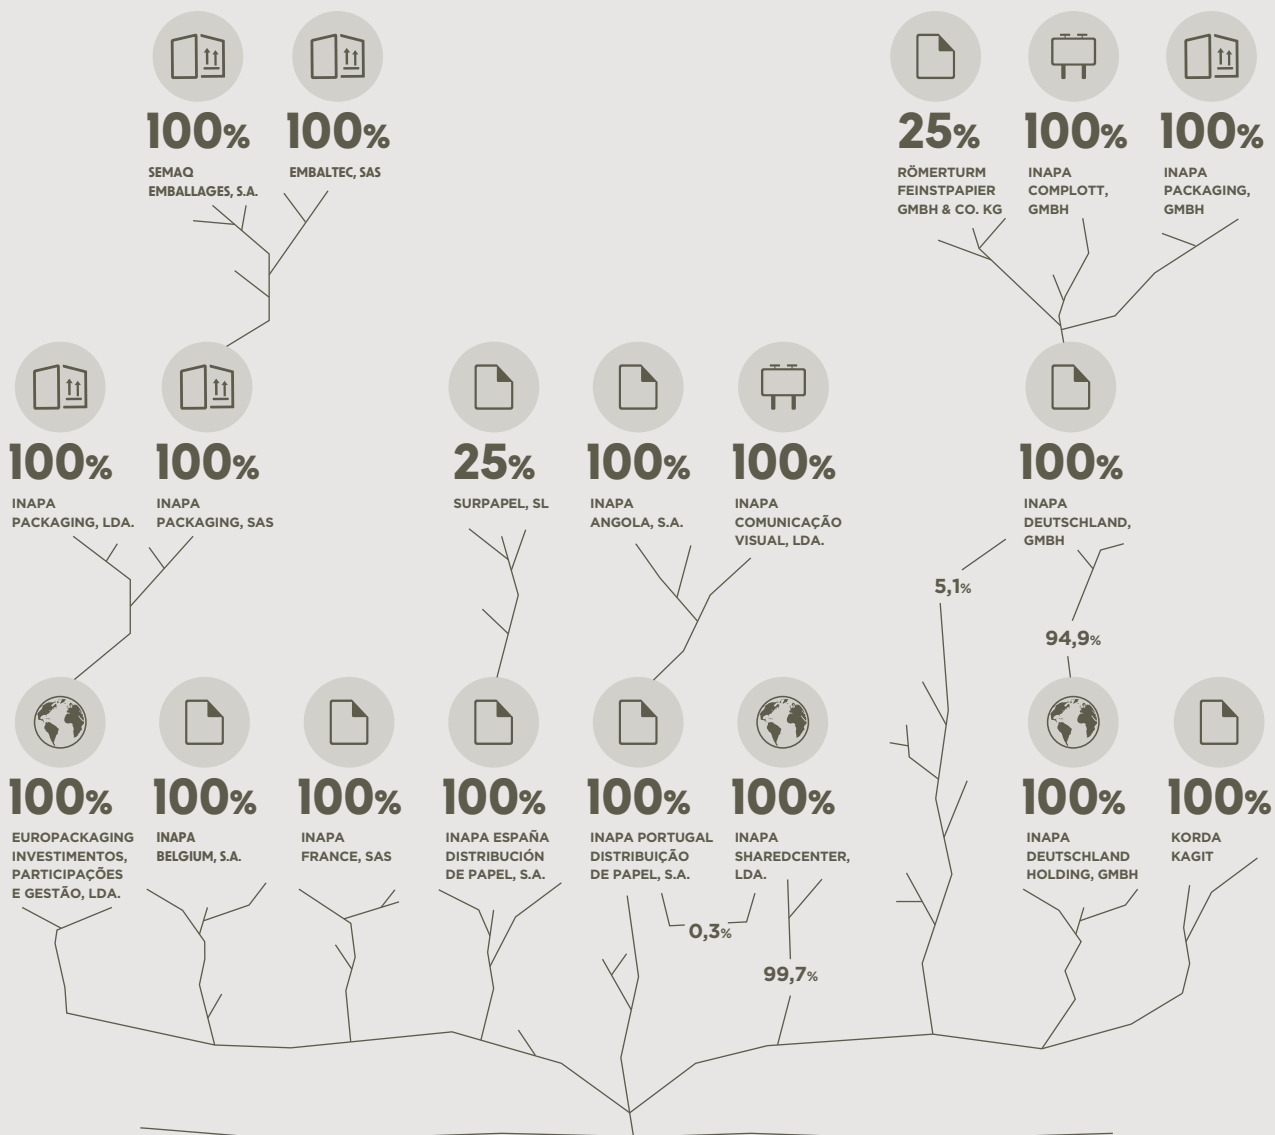 100%
SEMAQ
EMBALLAGES, S.A.
100%
EMBALTEC, SAS
25%
RÖMERTURM
FEINSTPAPIER
GMBH & CO. KG
100%
INAPA
COMPLOTT,
GMBH
100%
INAPA
PACKAGING,
GMBH
100%
INAPA
PACKAGING, LDA.
100%
INAPA
PACKAGING, SAS
25%
SURPAPEL, SL
100%
INAPA
ANGOLA, S.A.
100%
INAPA
COMUNICAÇÃO
VISUAL, LDA.
100%
INAPA
DEUTSCHLAND,
GMBH
5,1%
94,9%
100%
EUROPACKAGING
INVESTIMENTOS,
PARTICIPAÇÕES
E GESTÃO, LDA.
100%
INAPA
BELGIUM, S.A.
100%
INAPA
FRANCE, SAS
100%
INAPA ESPAÑA
DISTRIBUCIÓN
DE PAPEL, S.A.
100%
INAPA PORTUGAL
DISTRIBUIÇÃO
DE PAPEL, S.A.
100%
INAPA
SHAREDCENTER,
LDA.
100%
INAPA
DEUTSCHLAND
HOLDING, GMBH
100%
KORDA
KAGIT
0,3%
99,7%